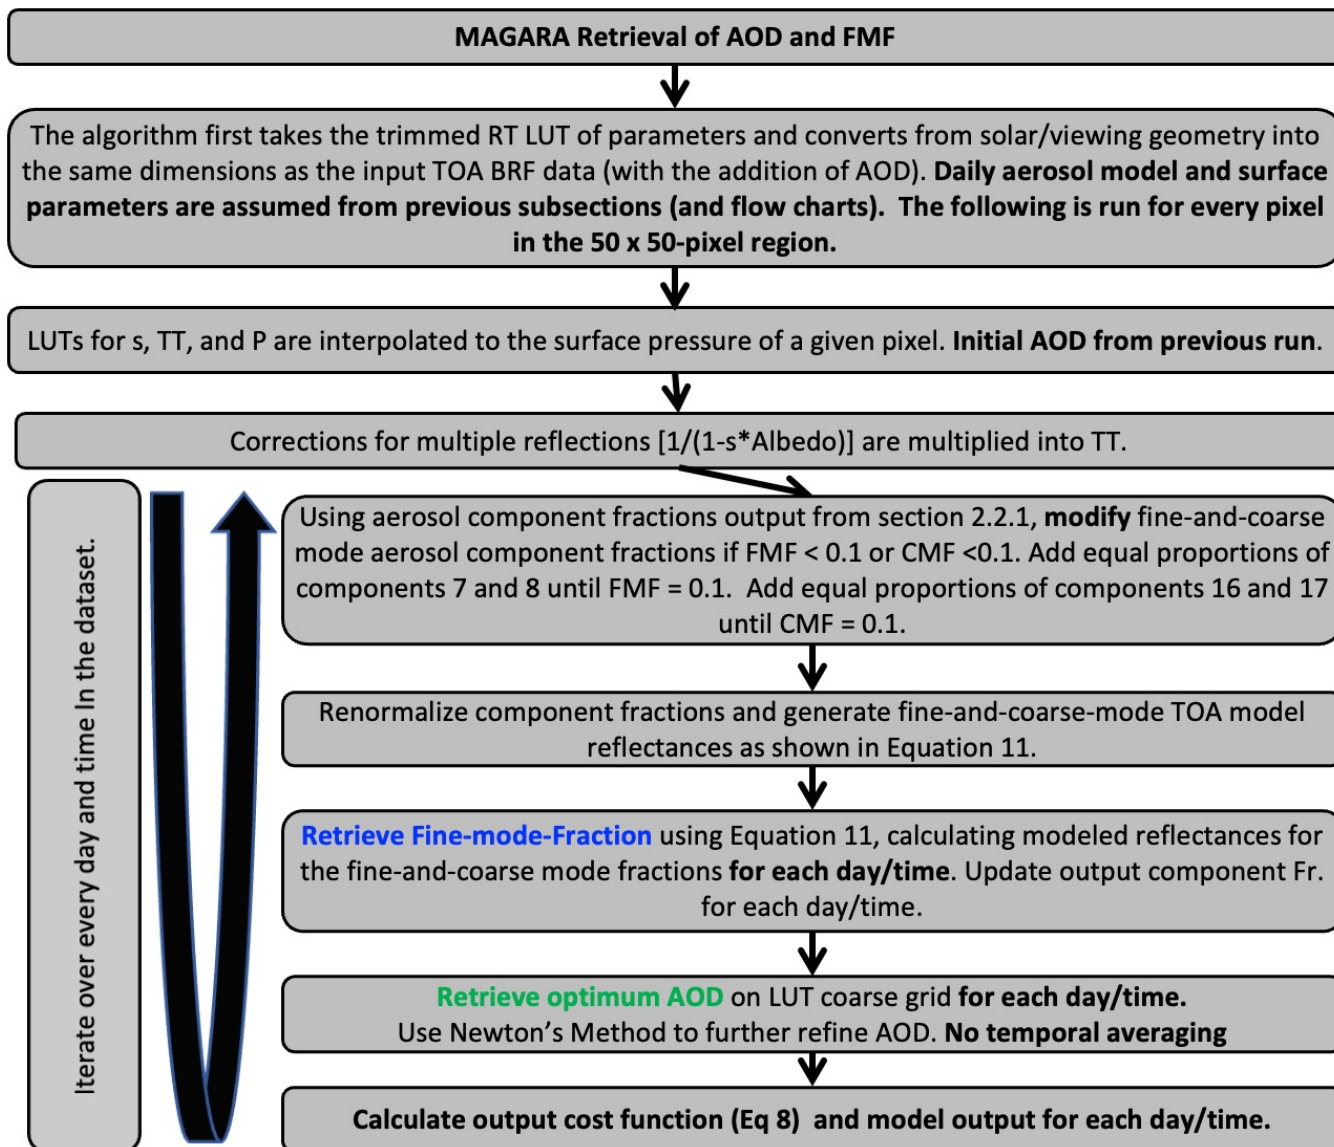 MAGARA Retrieval of AOD and FMF
The algorithm first takes the trimmed RT LUT of parameters and converts from solar/viewing geometry into
the same dimensions as the input TOA BRF data (with the addition of AOD). Daily aerosol model and surface
parameters are assumed from previous subsections (and flow charts).  The following is run for every pixel
in the 50 x 50-pixel region.
LUTs for s, TT, and P are interpolated to the surface pressure of a given pixel. Initial AOD from previous run.
Corrections for multiple reflections [1/(1-s*Albedo)] are multiplied into TT.
Iterate over every day and time In the dataset.
Using aerosol component fractions output from section 2.2.1, modify fine-and-coarse
mode aerosol component fractions if FMF < 0.1 or CMF <0.1. Add equal proportions of
components 7 and 8 until FMF = 0.1.  Add equal proportions of components 16 and 17
until CMF = 0.1.
Renormalize component fractions and generate fine-and-coarse-mode TOA model
reflectances as shown in Equation 11.
Retrieve Fine-mode-Fraction using Equation 11, calculating modeled reflectances for
the fine-and-coarse mode fractions for each day/time. Update output component Fr.
for each day/time.
Retrieve optimum AOD on LUT coarse grid for each day/time.
Use Newton's Method to further refine AOD. No temporal averaging
Calculate output cost function (Eq 8)  and model output for each day/time.